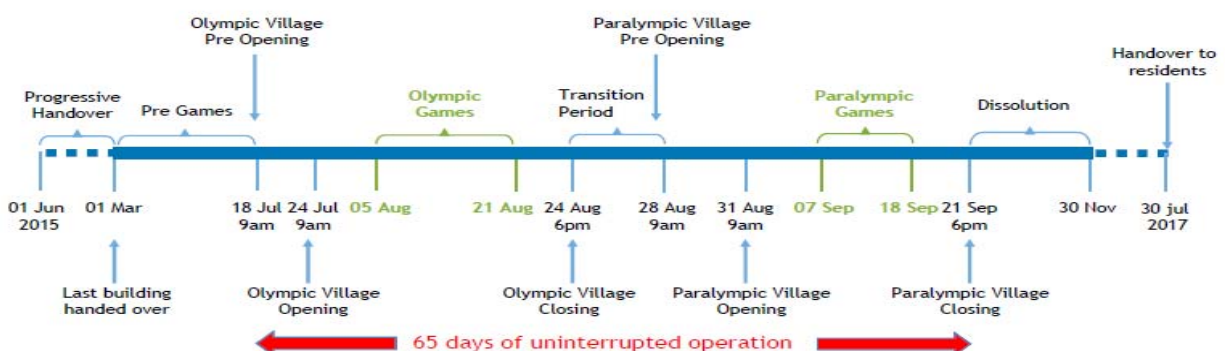 Olympic Village
Pre Opening
Paralympic Village
Pre Opening
Handover to
residents
Progressive
Handover
Pre Games
Olympic
Games
Transition
Period
Paralympic
Games
Dissolution
01 Jun
2015
01 Mar
18 Jul
9am
24 Jul
9am
05 Aug
21 Aug
24 Aug
6pm
28 Aug
9am
31 Aug
9am
07 Sep
18 Sep
21 Sep
6pm
30 Nov
30 jul
2017
Last building
handed over
Olympic Village
Opening
Olympic Village
Closing
Paralympic Village
Opening
Paralympic Village
Closing
65 days of uninterrupted operation